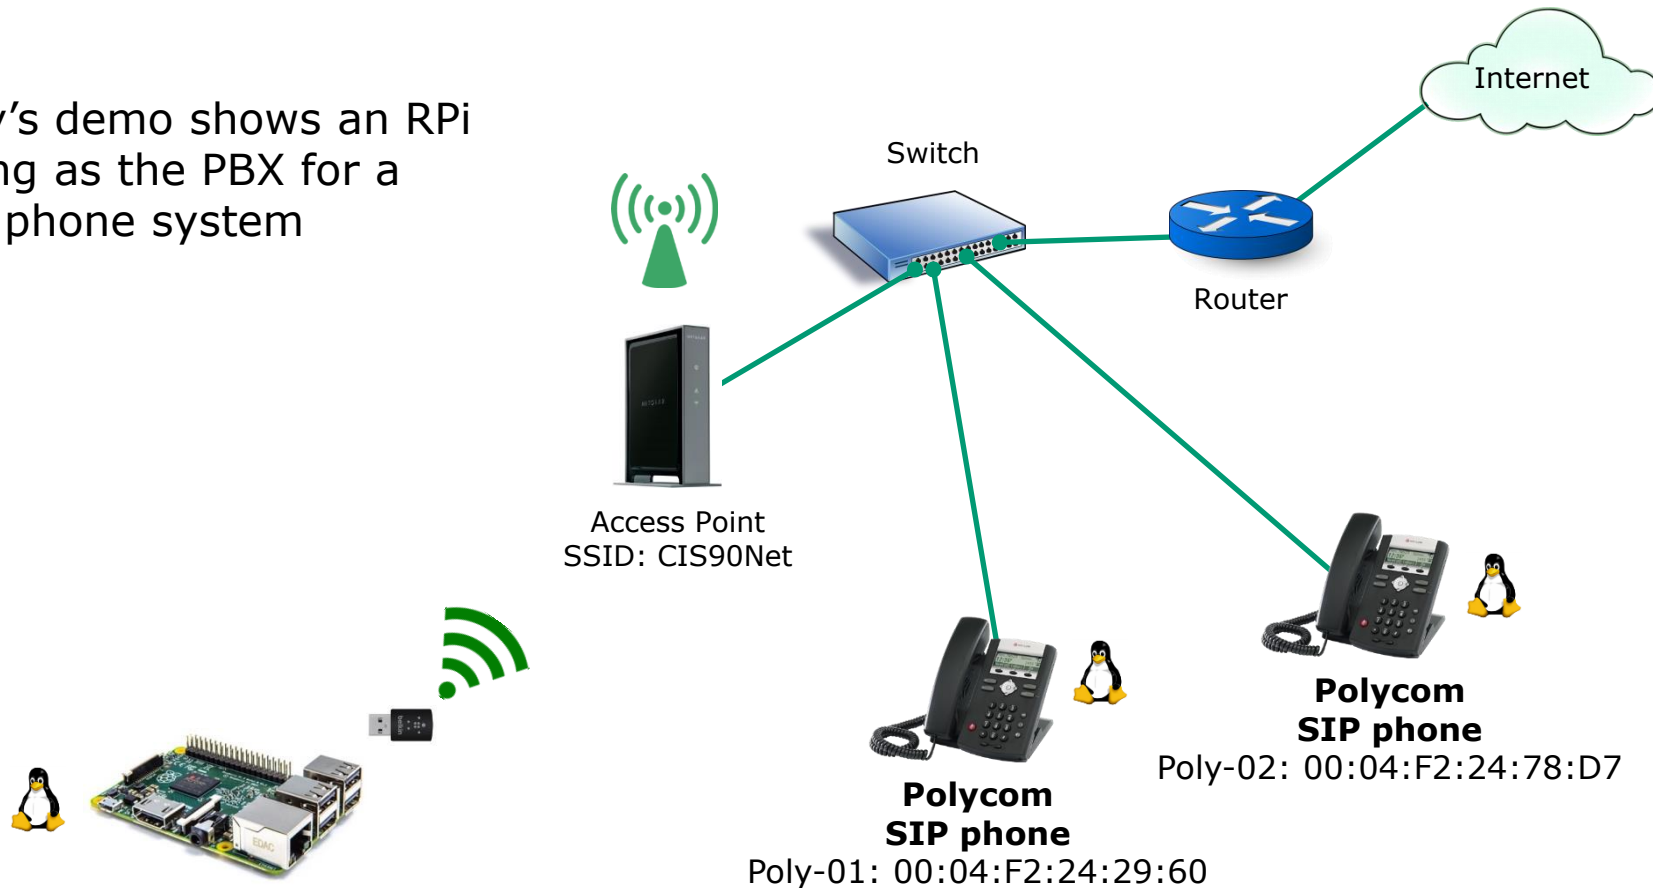 y's demo shows an RPi
ng as the PBX for a
phone system
Internet
Switch
Router
Access Point
SSID: CIS90Net
Polycom
SIP phone
Poly-02: 00:04:F2:24:78:D7
Polycom
SIP phone
Poly-01: 00:04:F2:24:29:60
EDAC